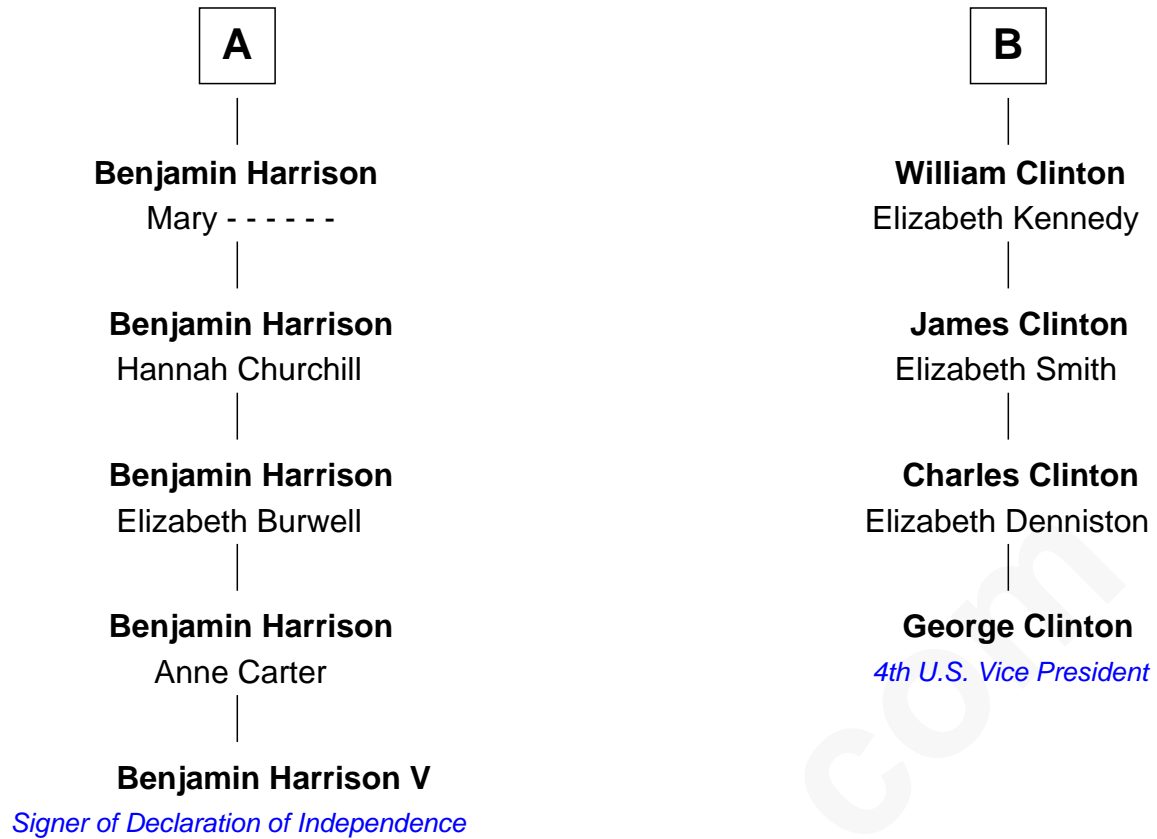 A
Benjamin Harrison
Mary - - - - - -
Benjamin Harrison
Hannah Churchill
Benjamin Harrison
Elizabeth Burwell
Benjamin Harrison
Anne Carter
Benjamin Harrison V
Signer of Declaration of Independence
B
William Clinton
Elizabeth Kennedy
James Clinton
Elizabeth Smith
Charles Clinton
Elizabeth Denniston
George Clinton
4th U.S. Vice President
com